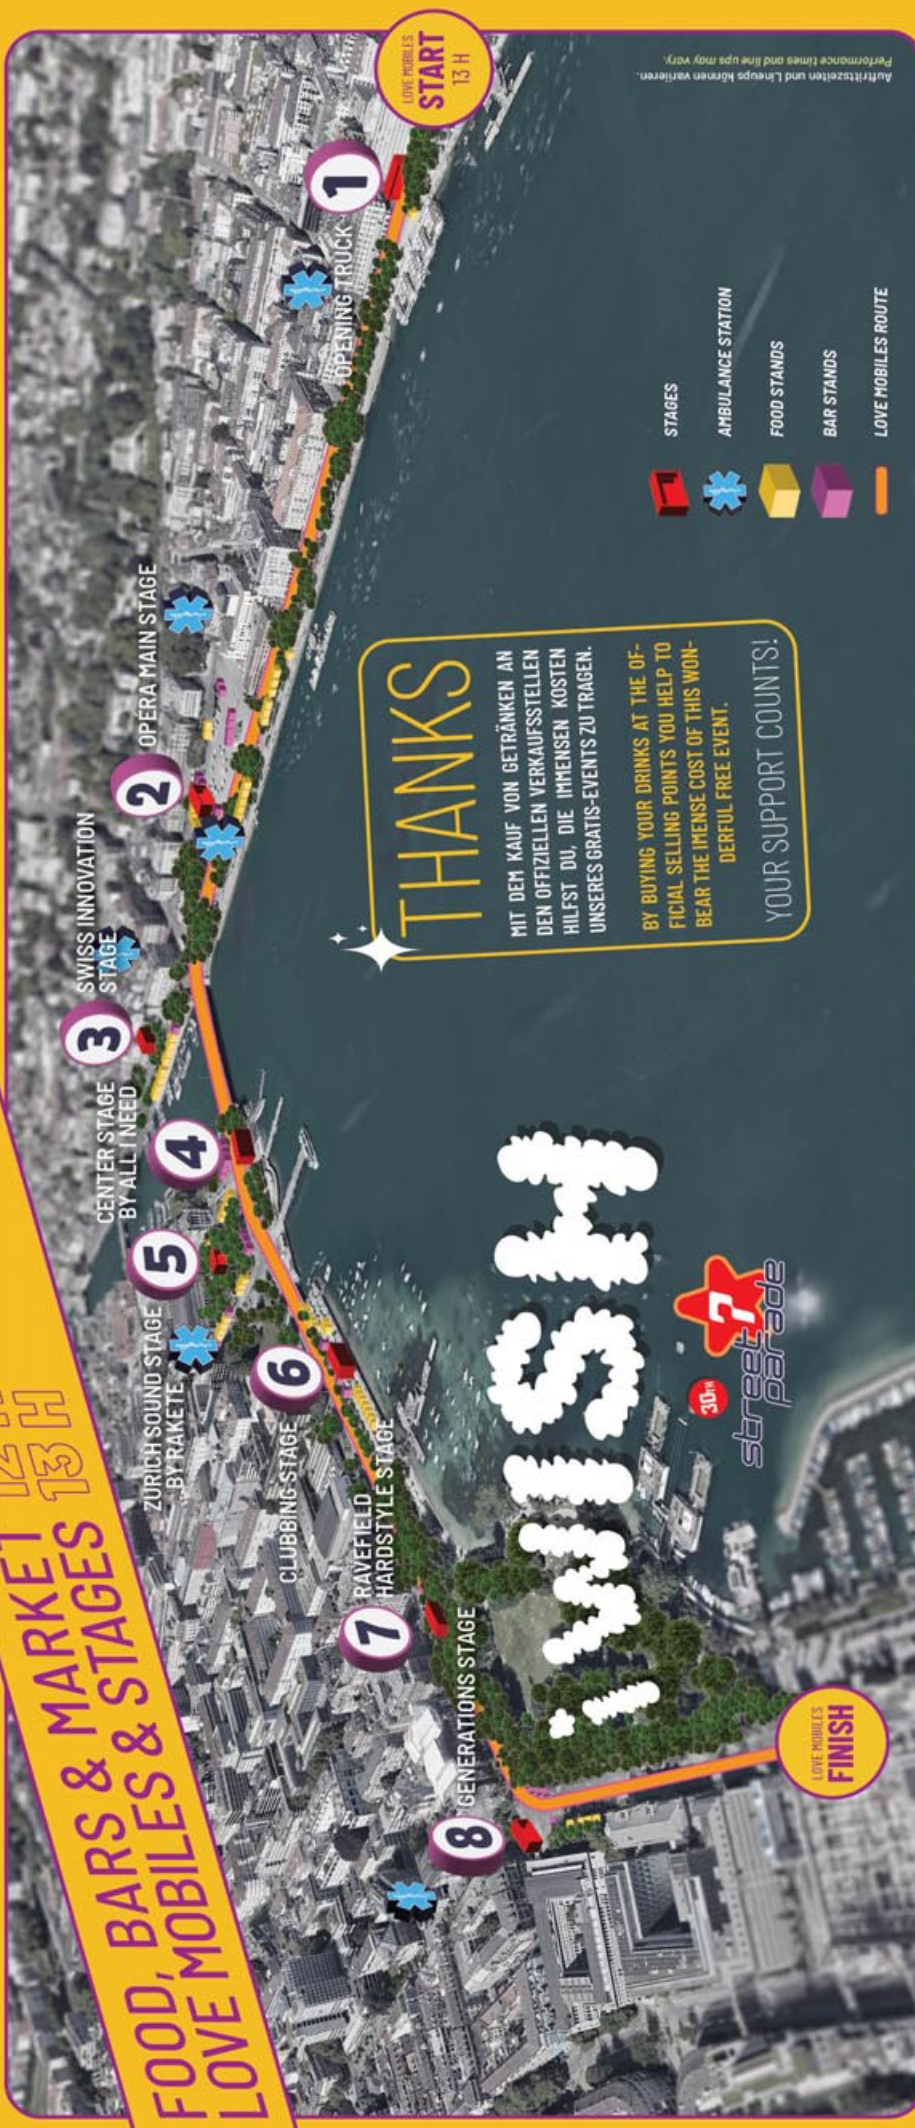 FOOD, BARS & MARKET 12 H
LOVE MOBILES & STAGES 13 H
LOVE MOBILES
START
13 H
1
OPENING TRUCK
2
OPERA MAIN STAGE
3
SWISS INNOVATION
STAGE
4
CENTER STAGE
BY ALL I NEED
5
ZURICH SOUND STAGE
BY RAKETE
6
CLUBBING STAGE
7
RAVEFIELD
HARDSTYLE STAGE
8
GENERATIONS STAGE
LOVE MOBILES
FINISH
i WISH
30TH
street
parade
THANKS
MIT DEM KAUF VON GETRÄNKEN AN
DEN OFFIZIELLEN VERKAUFSSTELLEN
HILFST DU, DIE IMMENSEN KOSTEN
UNSERES GRATIS-EVENTS ZU TRAGEN.
BY BUYING YOUR DRINKS AT THE OF-
FICIAL SELLING POINTS YOU HELP TO
BEAR THE IMENSE COST OF THIS WON-
DERFUL FREE EVENT.
YOUR SUPPORT COUNTS!
STAGES
AMBULANCE STATION
FOOD STANDS
BAR STANDS
LOVE MOBILES ROUTE
Auftrittszeiten und Lineups können variieren.
Performance times and line ups may vary.